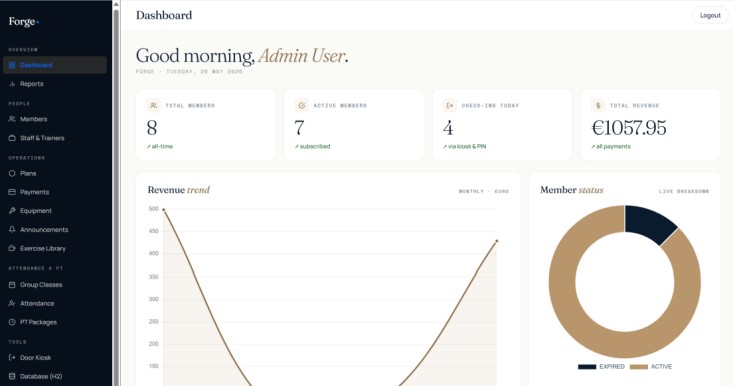 Forge
OVERVIEW
Dashboard
Reports
PEOPLE
Members
Staff & Trainers
OPERATIONS
Plans
Payments
Equipment
Announcements
Exercise Library
ATTENDANCE & PT
Group Classes
Attendance
PT Packages
TOOLS
Door Kiosk
Database (H2)
Dashboard
Logout
Good morning, Admin User.
FORGE · TUESDAY, 26 MAY 2026
TOTAL MEMBERS
8
↗ all-time
ACTIVE MEMBERS
7
↗ subscribed
CHECK-INS TODAY
4
↗ via kiosk & PIN
TOTAL REVENUE
€1057.95
↗ all payments
Revenue trend
MONTHLY · EURO
500
450
400
350
300
250
200
150
Member status
LIVE BREAKDOWN
EXPIRED
ACTIVE